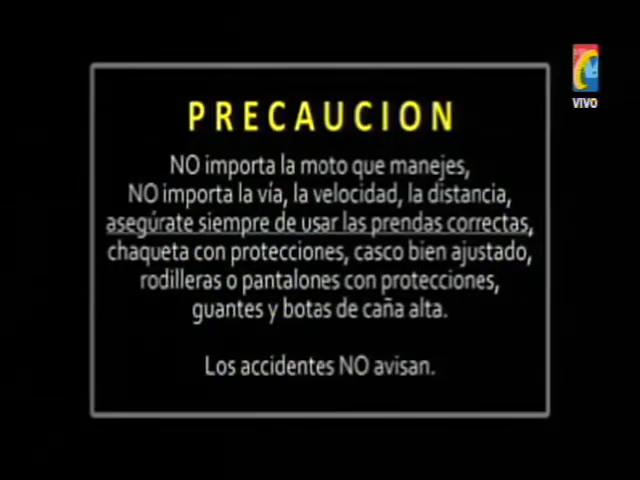 PRECAUCION
NO importa la moto que manejes,
NO importa la vía, la velocidad, la distancia,
asegúrate siempre de usar las prendas correctas,
chaqueta con protecciones, casco bien ajustado,
rodilleras o pantalones con protecciones,
guantes y botas de caña alta.
Los accidentes NO avisan.
VIVO